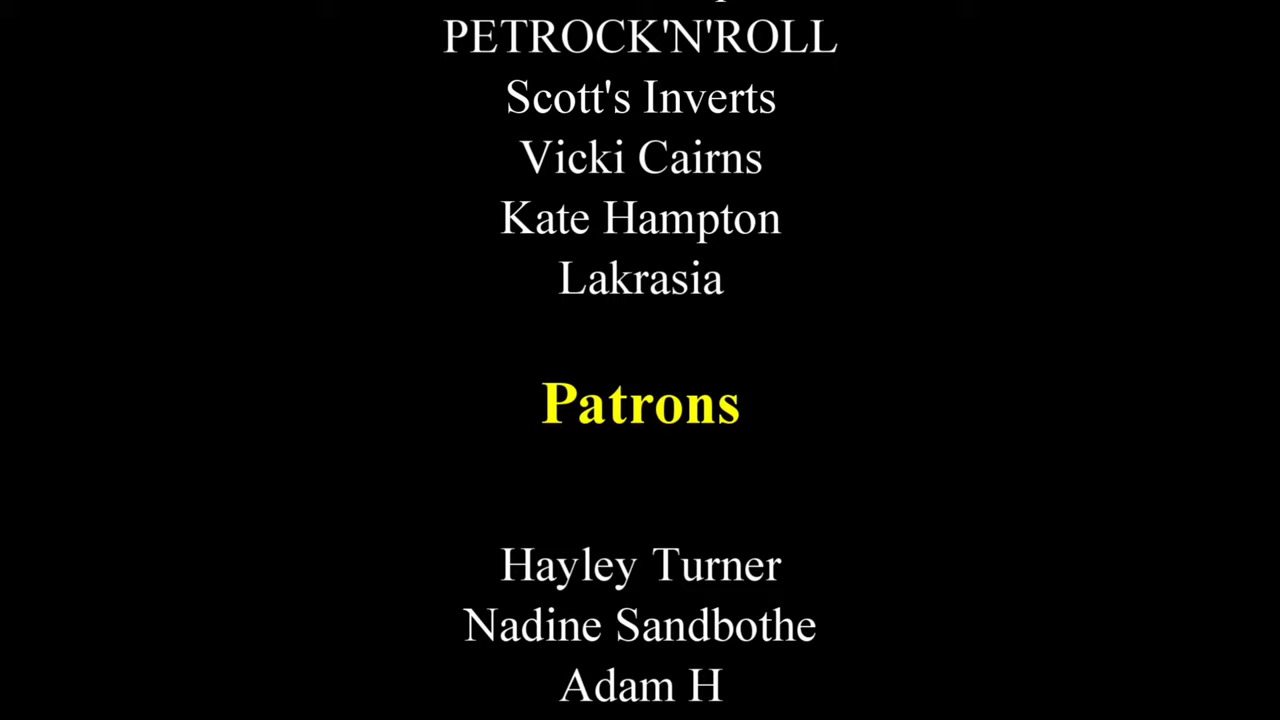 PETROCK'N'ROLL
Scott's Inverts
Vicki Cairns
Kate Hampton
Lakrasia
Patrons
Hayley Turner
Nadine Sandbothe
Adam H